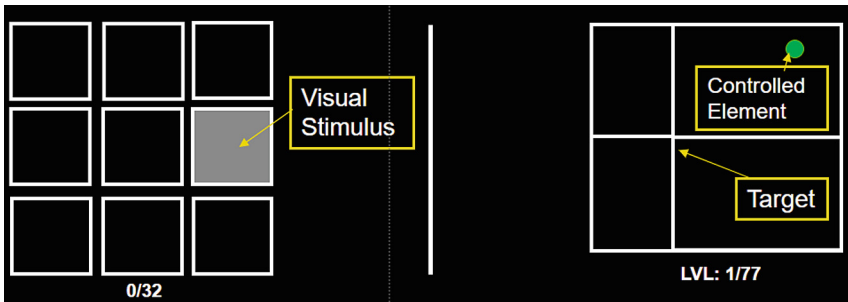 Visual
Stimulus
0/32
Controlled
Element
Target
LVL: 1/77